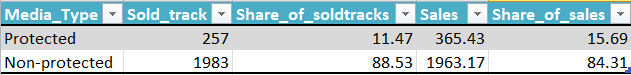 Media_Type Sold_track Share_of_soldtracks Sales Share_of_sales
Protected 257 11.47 365.43 15.69
Non-protected 1983 88.53 1963.17 84.31